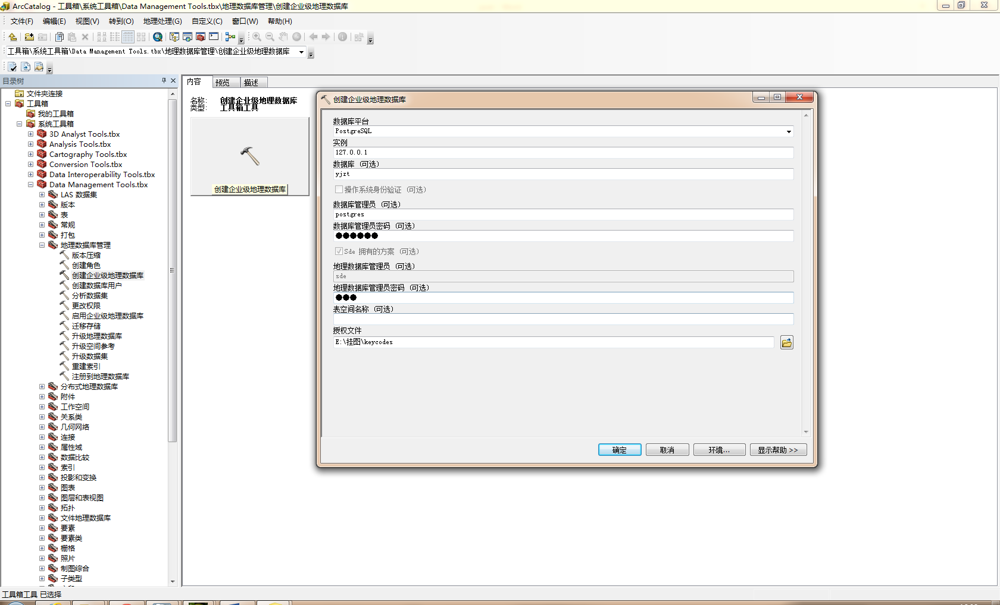 ArcCatalog - 工具箱\系统工具箱\Data Management Tools.tbx\地理数据库管理\创建企业级地理数据库
文件(F) 编辑(E) 视图(V) 转到(O) 地理处理(G) 自定义(C) 窗口(W) 帮助(H)
工具箱\系统工具箱\Data Management Tools.tbx\地理数据库管理\创建企业级地理数据库
目录树
文件夹连接
工具箱
我的工具箱
系统工具箱
3D Analyst Tools.tbx
Analysis Tools.tbx
Cartography Tools.tbx
Conversion Tools.tbx
Data Interoperability Tools.tbx
Data Management Tools.tbx
LAS 数据集
版本
表
常规
打包
地理数据库管理
版本压缩
创建角色
创建企业级地理数据库
创建数据库用户
分析数据集
更改权限
启用企业级地理数据库
迁移存储
升级地理数据库
升级空间参考
升级数据集
重建索引
注册到地理数据库
分布式地理数据库
附件
工作空间
关系类
几何网络
连接
属性域
数据比较
索引
投影和变换
图表
图层和表视图
拓扑
文件地理数据库
要素
要素类
栅格
照片
制图综合
子类型
内容 预览 描述
名称: 创建企业级地理数据库
类型: 工具箱工具
创建企业级地理数据库
创建企业级地理数据库
数据库平台
PostgreSQL
实例
127.0.0.1
数据库 (可选)
yjzt
操作系统身份验证 (可选)
数据库管理员 (可选)
postgres
数据库管理员密码 (可选)
●●●●●●
Sde 拥有的方案 (可选)
地理数据库管理员 (可选)
sde
地理数据库管理员密码 (可选)
●●●
表空间名称 (可选)
授权文件
E:\挂图\keycodes
确定 取消 环境... 显示帮助 >>
工具箱工具 已选择